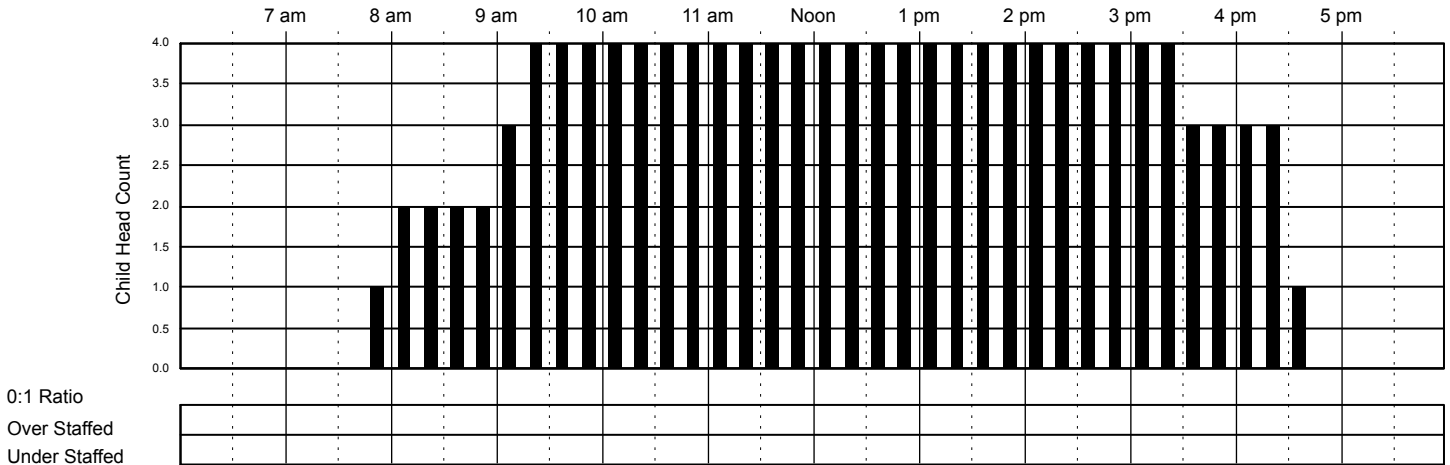 7 am 8 am 9 am 10 am 11 am Noon 1 pm 2 pm 3 pm 4 pm 5 pm
4.0
3.5
3.0
2.5
2.0
1.5
1.0
0.5
0.0
Child Head Count
0:1 Ratio
Over Staffed
Under Staffed